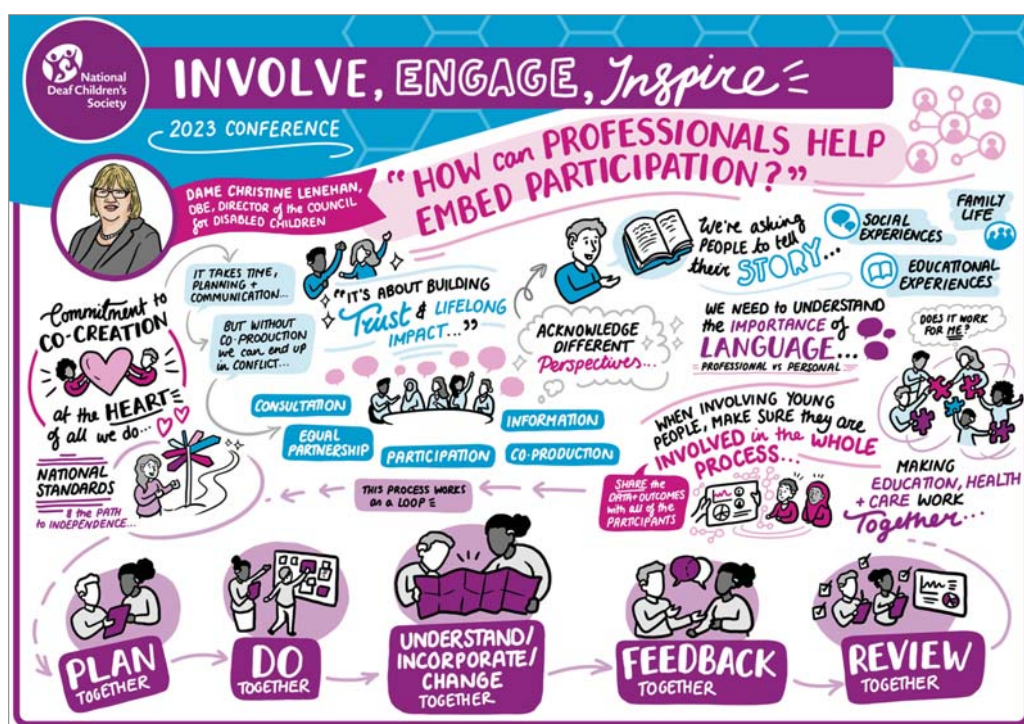 National
Deaf Children's
Society
INVOLVE, ENGAGE, Inspire
2023 CONFERENCE
"HOW can PROFESSIONALS HELP
EMBED PARTICIPATION?"
DAME CHRISTINE LENEHAN,
OBE, DIRECTOR of the COUNCIL
for DISABLED CHILDREN
Commitment to
CO-CREATION
at the HEART
of all we do...
NATIONAL
STANDARDS
& the PATH
to INDEPENDENCE...
IT TAKES TIME,
PLANNING +
COMMUNICATION...
BUT WITHOUT
CO-PRODUCTION
we can end up
in CONFLICT...
"IT'S ABOUT BUILDING
Trust & LIFELONG
IMPACT..."
ACKNOWLEDGE
DIFFERENT
Perspectives...
We're asking
PEOPLE to tell
their STORY...
SOCIAL
EXPERIENCES
FAMILY
LIFE
EDUCATIONAL
EXPERIENCES
WE NEED TO UNDERSTAND
the IMPORTANCE of
LANGUAGE...
PROFESSIONAL vs PERSONAL
DOES IT WORK
FOR ME?
CONSULTATION
EQUAL
PARTNERSHIP
PARTICIPATION
INFORMATION
CO-PRODUCTION
WHEN INVOLVING YOUNG
PEOPLE, MAKE SURE they are
INVOLVED in the WHOLE
PROCESS...
SHARE the
DATA + OUTCOMES
with all of the
PARTICIPANTS
MAKING
EDUCATION, HEALTH
+ CARE WORK
Together...
THIS PROCESS WORKS
as a LOOP
PLAN
TOGETHER
DO
TOGETHER
UNDERSTAND/
INCORPORATE/
CHANGE
TOGETHER
FEEDBACK
TOGETHER
REVIEW
TOGETHER